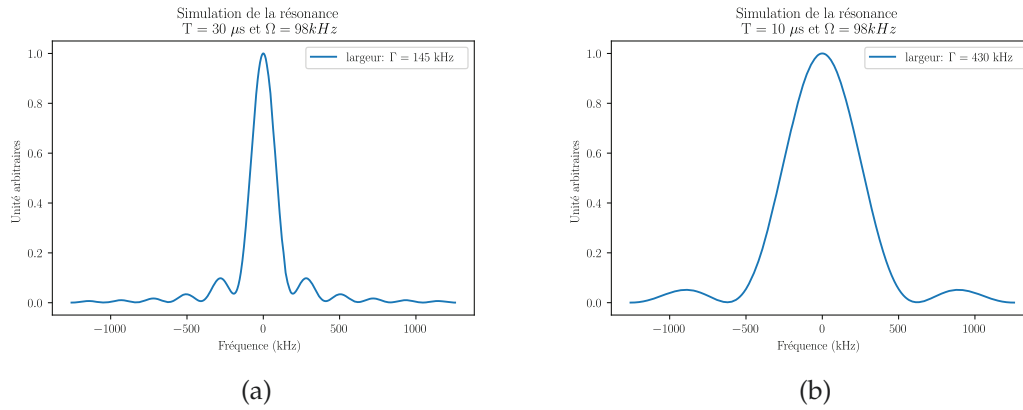 Simulation de la résonance
T = 30 μs et Ω = 98kHz
largeur: Γ = 145 kHz
Unité arbitraires
1.0
0.8
0.6
0.4
0.2
0.0
−1000
−500
0
500
1000
Fréquence (kHz)
(a)
Simulation de la résonance
T = 10 μs et Ω = 98kHz
largeur: Γ = 430 kHz
Unité arbitraires
1.0
0.8
0.6
0.4
0.2
0.0
−1000
−500
0
500
1000
Fréquence (kHz)
(b)